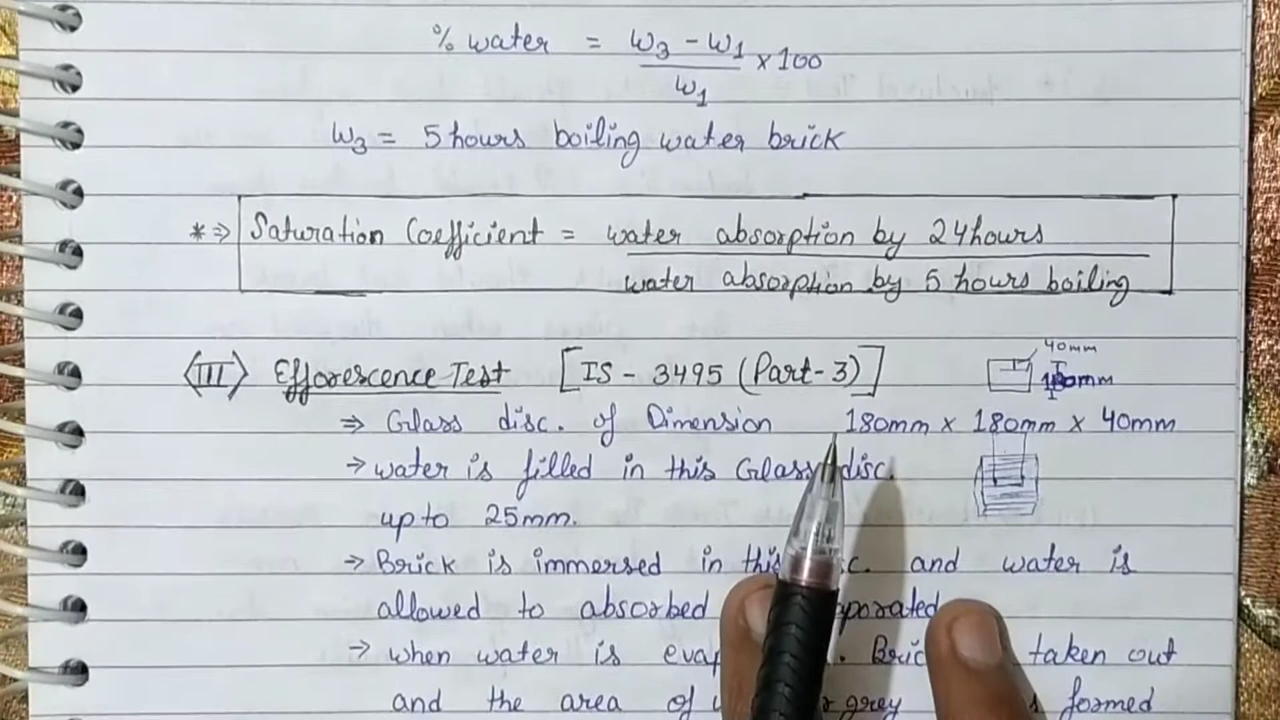 % water = w3 - w1 / w1 × 100
w3 = 5 hours boiling water brick
*⇒ Saturation Coefficient = water absorption by 24 hours
water absorption by 5 hours boiling
<III> Efflorescence Test [IS - 3495 (Part-3)]
40mm
⇒ Glass disc. of Dimension 180mm × 180mm × 40mm
→ water is filled in this Glass disc.
upto 25mm.
→ Brick is immersed in this and water is
allowed to absorbed
→ when water is taken out
and the area of grey formed